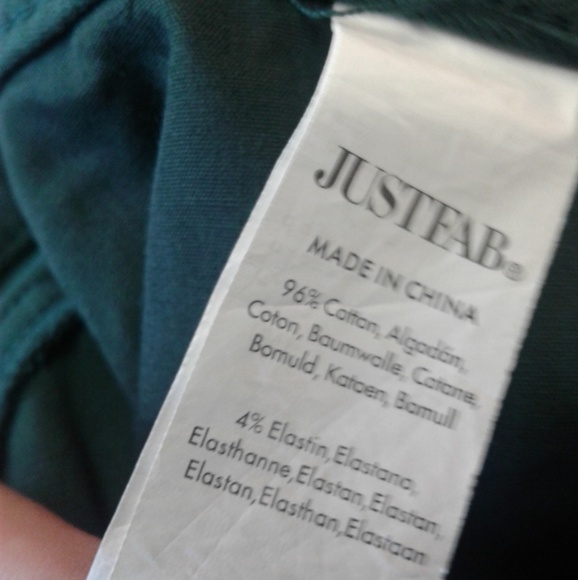 JUSTFAB®
MADE IN CHINA
96% Cotton, Algodón,
Coton, Baumwolle, Cotone,
Bomuld, Katoen, Bomull
4% Elastin, Elastano,
Elasthanne, Elastan, Elastan,
Elastan, Elasthan, Elastaan